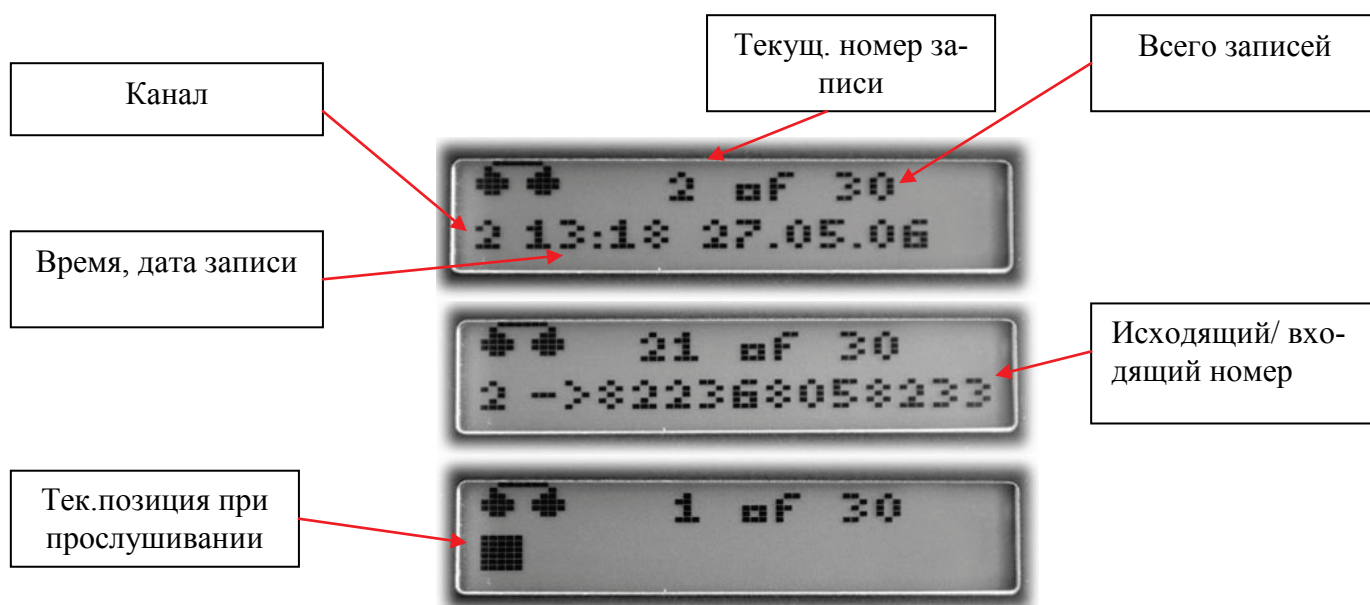 Текущ. номер за-
писи
Всего записей
Канал
2 of 30
2 13:18 27.05.06
Время, дата записи
21 of 30
2 ->822368058233
Исходящий/ вхо-
дящий номер
1 of 30
Тек.позиция при
прослушивании